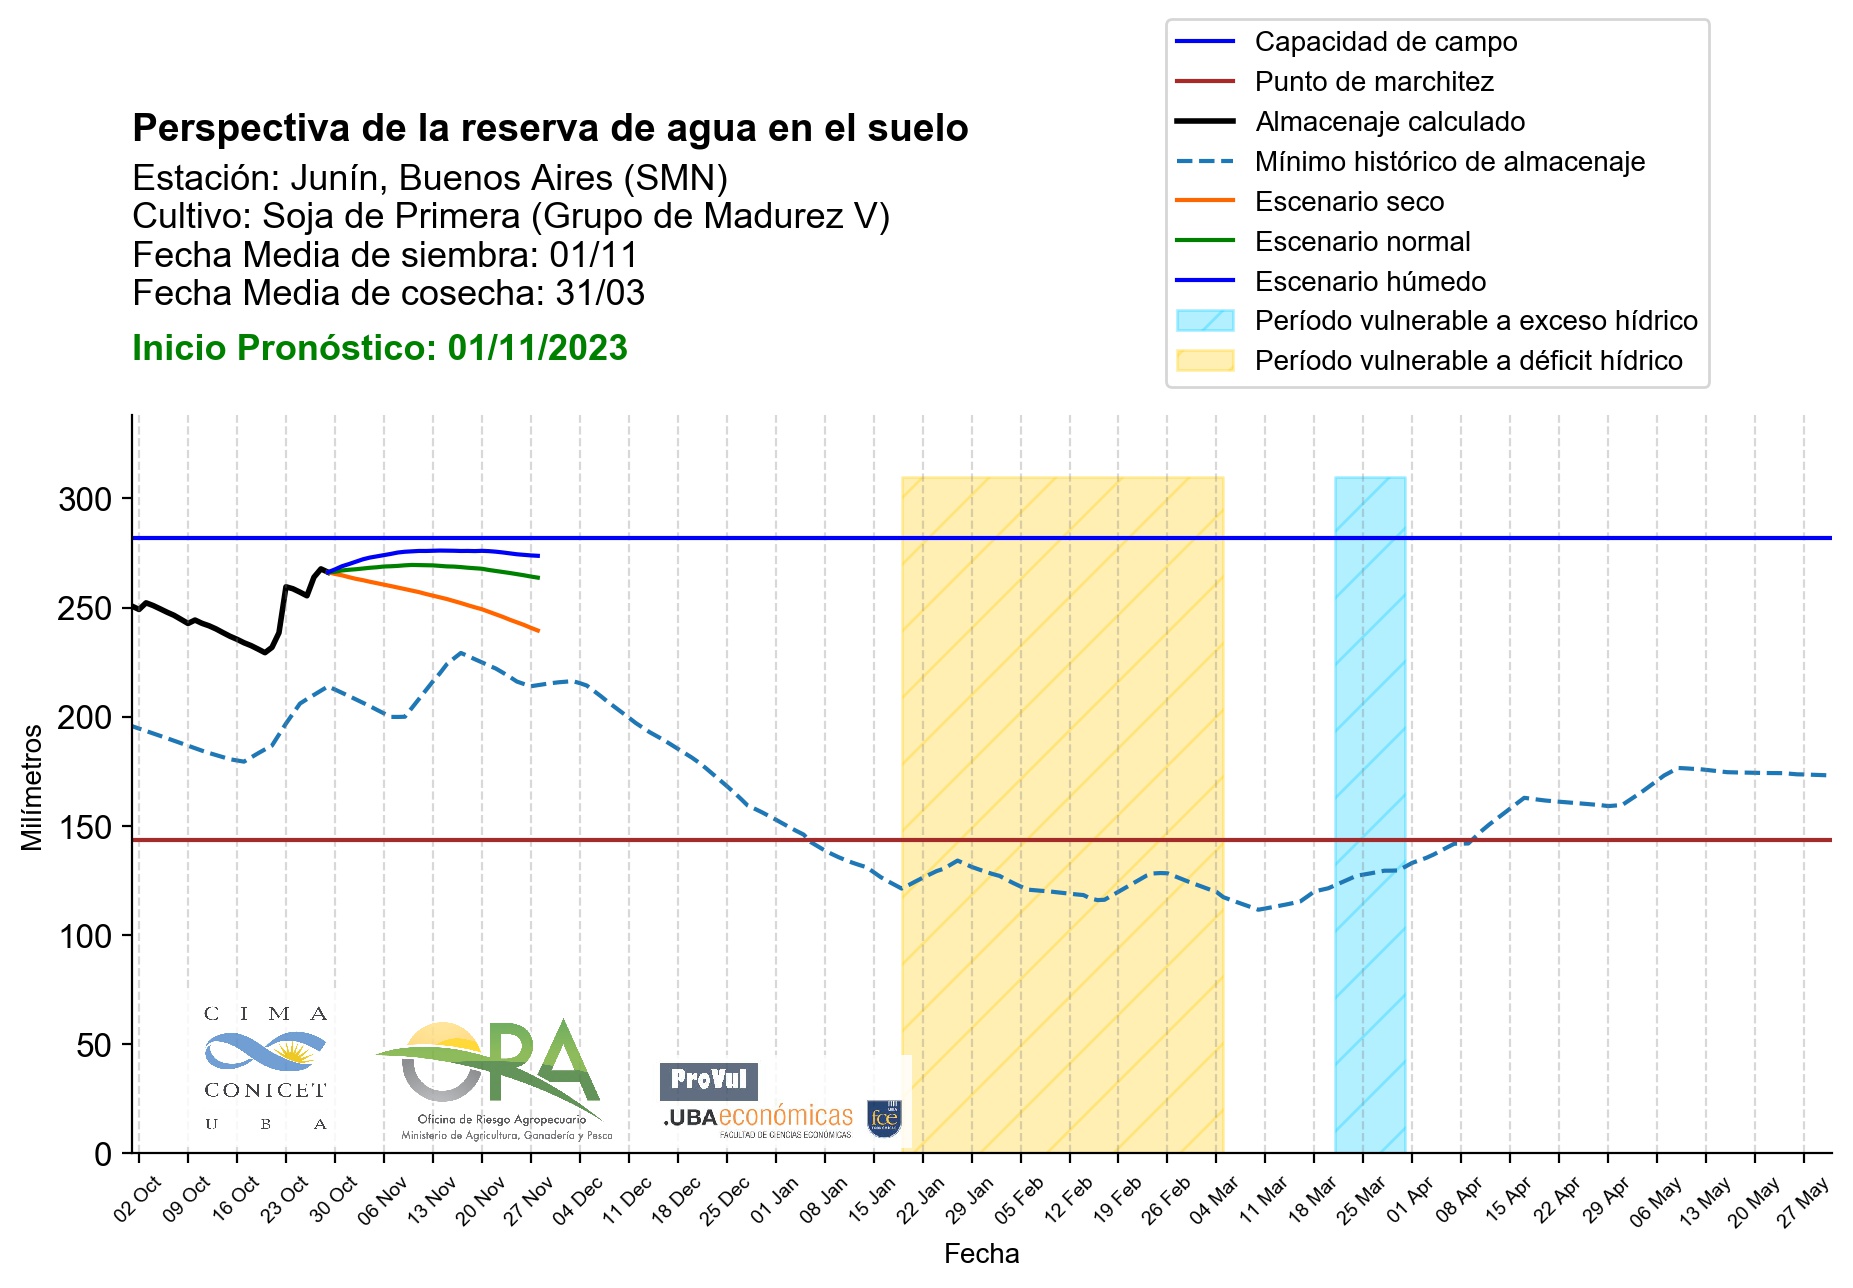 Capacidad de campo
Punto de marchitez
Almacenaje calculado
Mínimo histórico de almacenaje
Escenario seco
Escenario normal
Escenario húmedo
Período vulnerable a exceso hídrico
Período vulnerable a déficit hídrico
Perspectiva de la reserva de agua en el suelo
Estación: Junín, Buenos Aires (SMN)
Cultivo: Soja de Primera (Grupo de Madurez V)
Fecha Media de siembra: 01/11
Fecha Media de cosecha: 31/03
Inicio Pronóstico: 01/11/2023
Milímetros
300
250
200
150
100
50
0
CIMA
CONICET
UBA
ORA
Oficina de Riesgo Agropecuario
Ministerio de Agricultura, Ganadería y Pesca
ProVul
.UBAeconómicas
FACULTAD DE CIENCIAS ECONÓMICAS
fce
02 Oct
09 Oct
16 Oct
23 Oct
30 Oct
06 Nov
13 Nov
20 Nov
27 Nov
04 Dec
11 Dec
18 Dec
25 Dec
01 Jan
08 Jan
15 Jan
22 Jan
29 Jan
05 Feb
12 Feb
19 Feb
26 Feb
04 Mar
11 Mar
18 Mar
25 Mar
01 Apr
08 Apr
15 Apr
22 Apr
29 Apr
06 May
13 May
20 May
27 May
Fecha